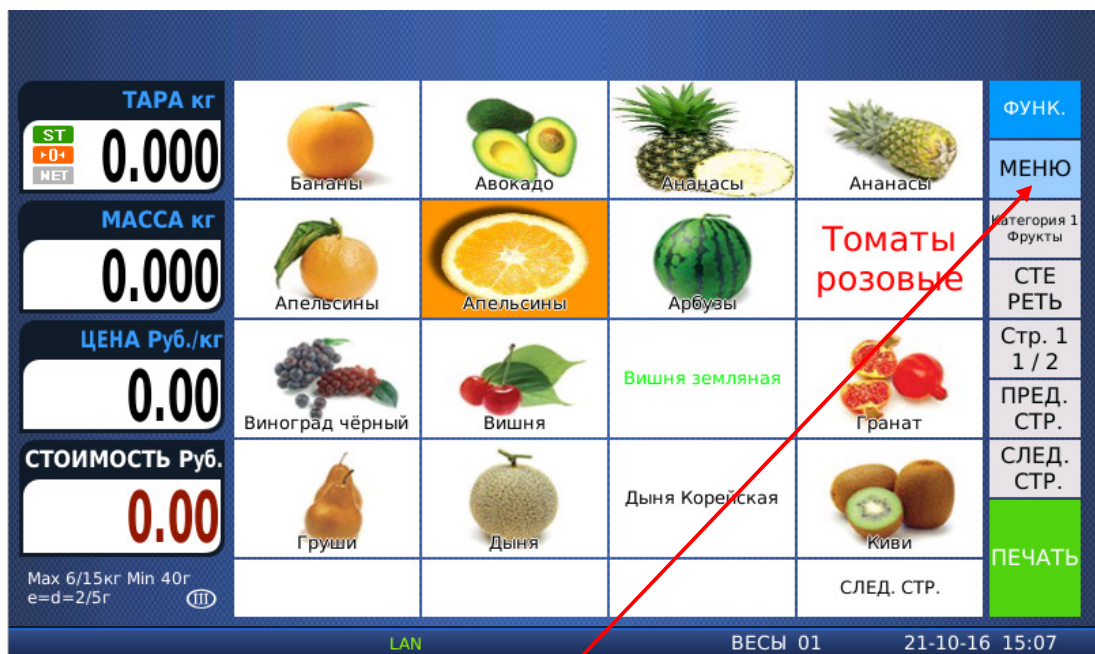 ТАРА кг
ST
→0←
NET
0.000
МАССА кг
0.000
ЦЕНА Руб./кг
0.00
СТОИМОСТЬ Руб.
0.00
Max 6/15кг Min 40г
e=d=2/5г
III
Бананы
Авокадо
Ананасы
Ананасы
Апельсины
Апельсины
Арбузы
Томаты
розовые
Виноград чёрный
Вишня
Вишня земляная
Гранат
Груши
Дыня
Дыня Корейская
Киви
СЛЕД. СТР.
ФУНК.
МЕНЮ
Категория 1
Фрукты
СТЕ
РЕТЬ
Стр. 1
1 / 2
ПРЕД.
СТР.
СЛЕД.
СТР.
ПЕЧАТЬ
LAN
ВЕСЫ 01
21-10-16 15:07